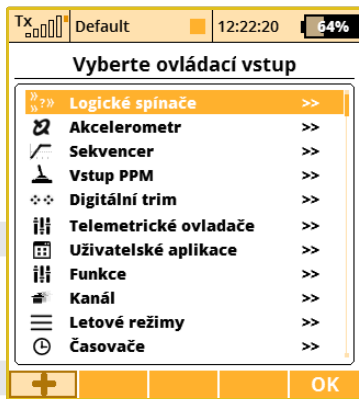 Tx Default 12:22:20 64%
Vyberte ovládací vstup
Logické spínače >>
Akcelerometr >>
Sekvencer >>
Vstup PPM >>
Digitální trim >>
Telemetrické ovladače >>
Uživatelské aplikace >>
Funkce >>
Kanál >>
Letové režimy >>
Časovače >>
OK